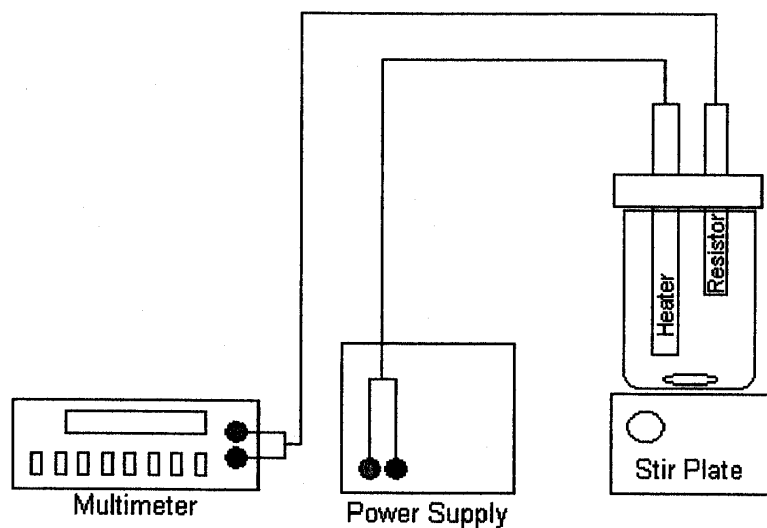 Heater
Resistor
Stir Plate
Multimeter
Power Supply